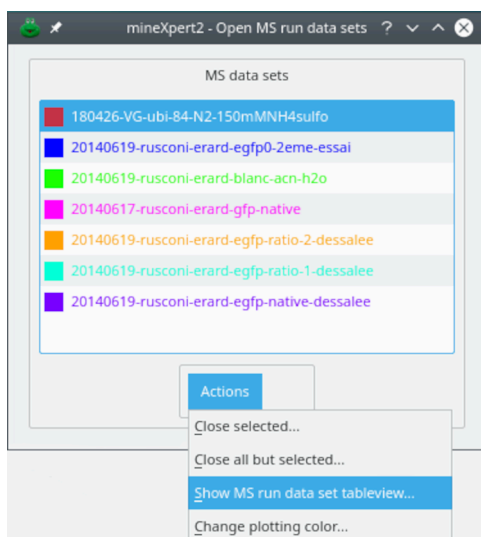 mineXpert2 - Open MS run data sets
MS data sets
180426-VG-ubi-84-N2-150mMNH4sulfo
20140619-rusconi-erard-egfp0-2eme-essai
20140619-rusconi-erard-blanc-acn-h2o
20140617-rusconi-erard-gfp-native
20140619-rusconi-erard-egfp-ratio-2-dessalee
20140619-rusconi-erard-egfp-ratio-1-dessalee
20140619-rusconi-erard-egfp-native-dessalee
Actions
Close selected...
Close all but selected...
Show MS run data set tableview...
Change plotting color...